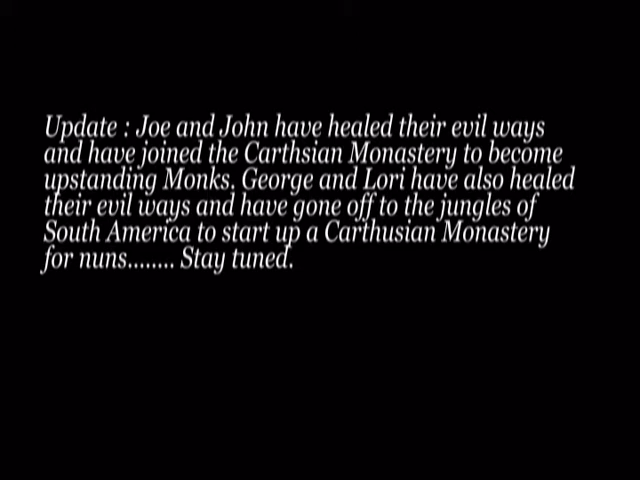 Update : Joe and John have healed their evil ways
and have joined the Carthsian Monastery to become
upstanding Monks. George and Lori have also healed
their evil ways and have gone off to the jungles of
South America to start up a Carthusian Monastery
for nuns........ Stay tuned.